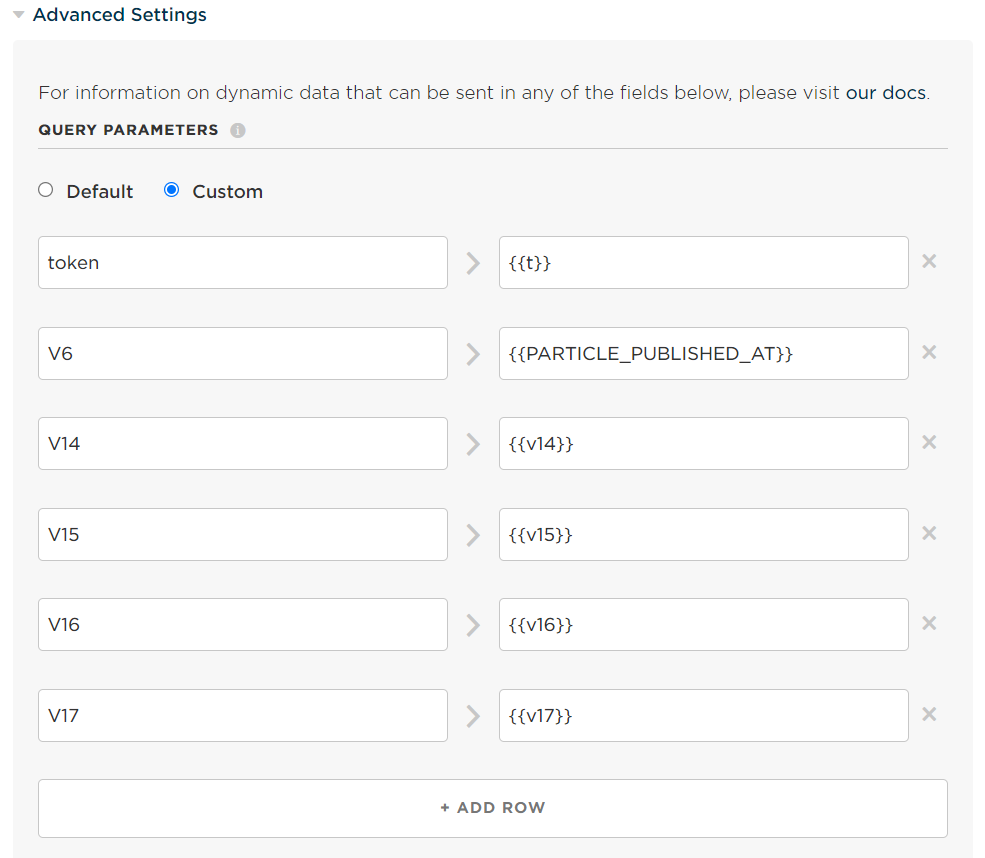 Advanced Settings
For information on dynamic data that can be sent in any of the fields below, please visit our docs.
QUERY PARAMETERS i
Default Custom
token {{t}}
V6 {{PARTICLE_PUBLISHED_AT}}
V14 {{v14}}
V15 {{v15}}
V16 {{v16}}
V17 {{v17}}
+ ADD ROW